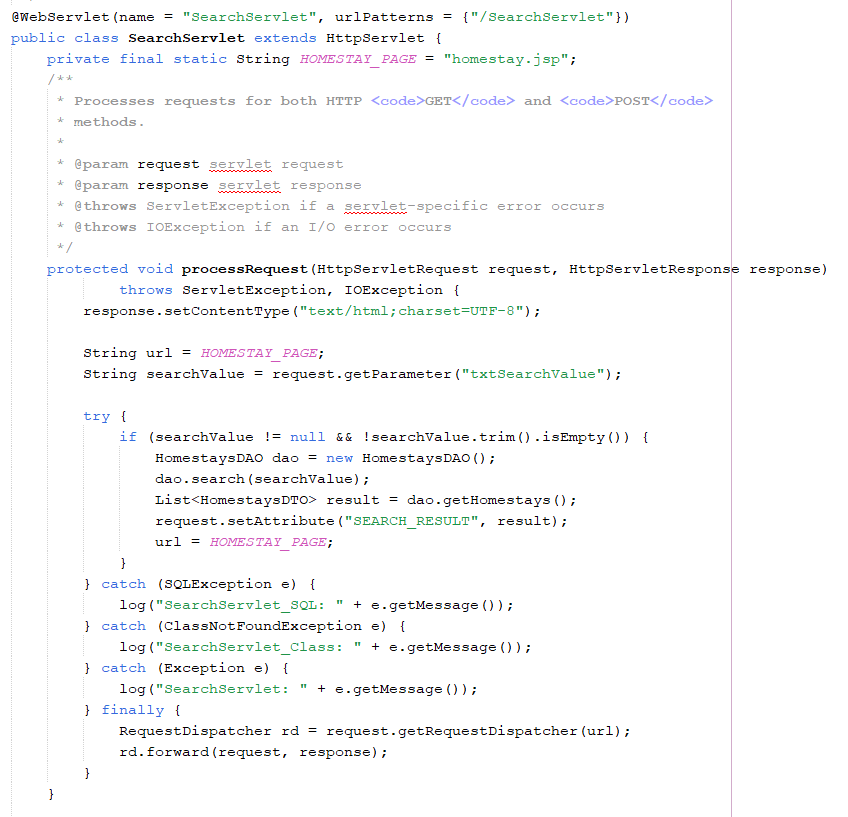 @WebServlet(name = "SearchServlet", urlPatterns = {"/SearchServlet"})
public class SearchServlet extends HttpServlet {
    private final static String HOMESTAY_PAGE = "homestay.jsp";
    /**
     * Processes requests for both HTTP <code>GET</code> and <code>POST</code>
     * methods.
     *
     * @param request servlet request
     * @param response servlet response
     * @throws ServletException if a servlet-specific error occurs
     * @throws IOException if an I/O error occurs
     */
    protected void processRequest(HttpServletRequest request, HttpServletResponse response)
            throws ServletException, IOException {
        response.setContentType("text/html;charset=UTF-8");

        String url = HOMESTAY_PAGE;
        String searchValue = request.getParameter("txtSearchValue");

        try {
            if (searchValue != null && !searchValue.trim().isEmpty()) {
                HomestaysDAO dao = new HomestaysDAO();
                dao.search(searchValue);
                List<HomestaysDTO> result = dao.getHomestays();
                request.setAttribute("SEARCH_RESULT", result);
                url = HOMESTAY_PAGE;
            }
        } catch (SQLException e) {
            log("SearchServlet_SQL: " + e.getMessage());
        } catch (ClassNotFoundException e) {
            log("SearchServlet_Class: " + e.getMessage());
        } catch (Exception e) {
            log("SearchServlet: " + e.getMessage());
        } finally {
            RequestDispatcher rd = request.getRequestDispatcher(url);
            rd.forward(request, response);
        }
    }